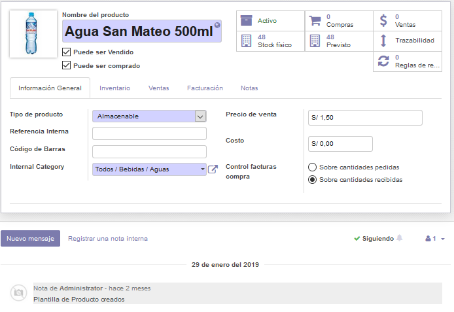 Nombre del producto
Agua San Mateo 500ml
Puede ser Vendido
Puede ser comprado
Activo
0
Compras
0
Ventas
48
Stock físico
48
Previsto
Trazabilidad
0
Reglas de re...
Información General
Inventario
Ventas
Facturación
Notas
Tipo de producto
Almacenable
Referencia Interna
Código de Barras
Internal Category
Todos / Bebidas / Aguas
Precio de venta
S/ 1,50
Costo
S/ 0,00
Control facturas compra
Sobre cantidades pedidas
Sobre cantidades recibidas
Nuevo mensaje
Registrar una nota interna
Siguiendo
1
29 de enero del 2019
Nota de Administrator - hace 2 meses
Plantilla de Producto creados